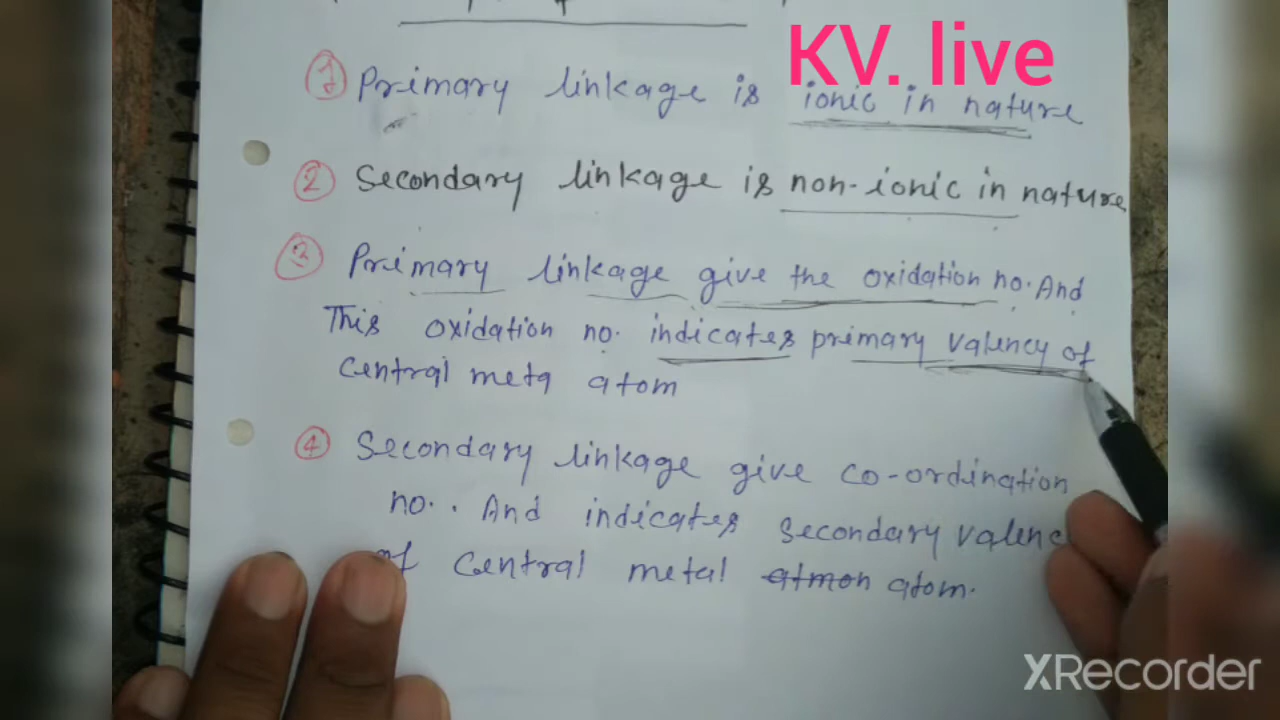 KV. live
① Primary linkage is ionic in nature
② Secondary linkage is non-ionic in nature
③ Primary linkage give the oxidation no. And
This oxidation no. indicates primary valency of
Central meta atom
④ Secondary linkage give co-ordination
no.. And indicates secondary valenc
of Central metal atmon atom.
XRecorder